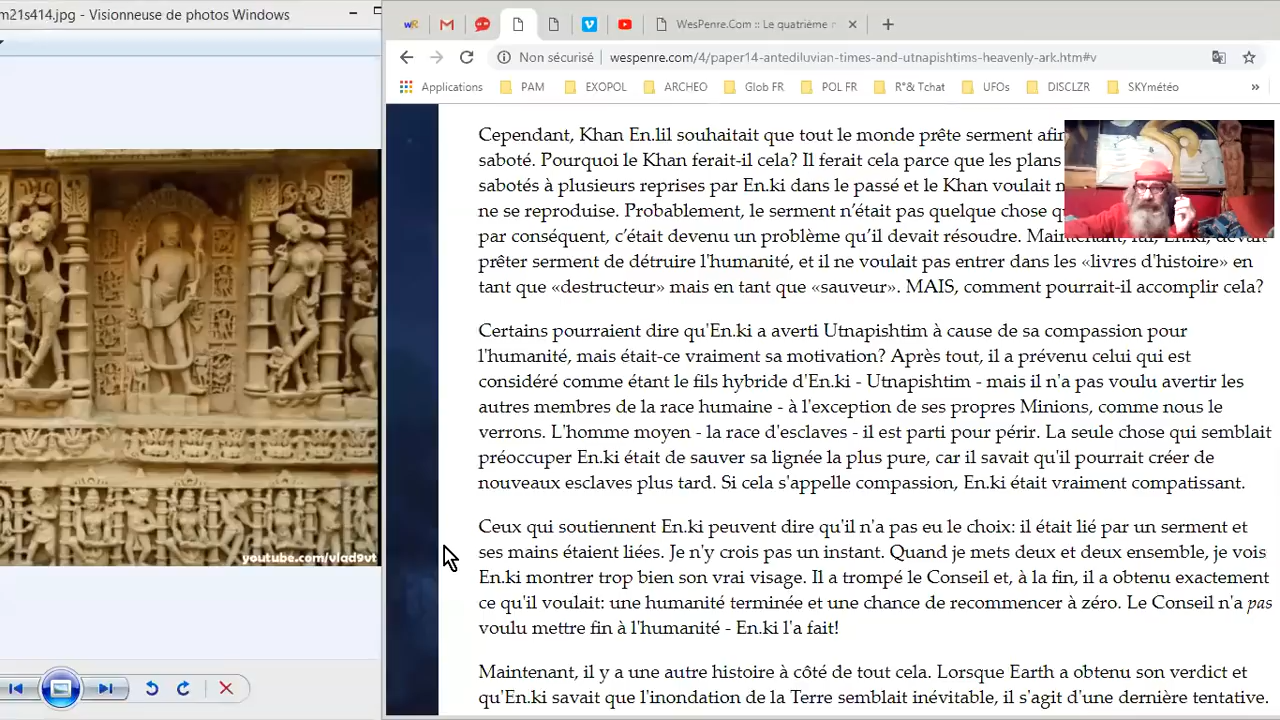 m21s414.jpg - Visionneuse de photos Windows
WesPenre.Com :: Le quatrième
Non sécurisé | wespenre.com/4/paper14-antediluvian-times-and-utnapishtims-heavenly-ark.htm#v
Applications PAM EXOPOL ARCHEO Glob FR POL FR R°& Tchat UFOs DISCLZR SKYmétéo »
Cependant, Khan En.lil souhaitait que tout le monde prête serment afin
saboté. Pourquoi le Khan ferait-il cela? Il ferait cela parce que les plans
sabotés à plusieurs reprises par En.ki dans le passé et le Khan voulait
ne se reproduise. Probablement, le serment n'était pas quelque chose
par conséquent, c'était devenu un problème qu'il devait résoudre.
prêter serment de détruire l'humanité, et il ne voulait pas entrer dans les «livres d'histoire» en
tant que «destructeur» mais en tant que «sauveur». MAIS, comment pourrait-il accomplir cela?
Certains pourraient dire qu'En.ki a averti Utnapishtim à cause de sa compassion pour
l'humanité, mais était-ce vraiment sa motivation? Après tout, il a prévenu celui qui est
considéré comme étant le fils hybride d'En.ki - Utnapishtim - mais il n'a pas voulu avertir les
autres membres de la race humaine - à l'exception de ses propres Minions, comme nous le
verrons. L'homme moyen - la race d'esclaves - il est parti pour périr. La seule chose qui semblait
préoccuper En.ki était de sauver sa lignée la plus pure, car il savait qu'il pourrait créer de
nouveaux esclaves plus tard. Si cela s'appelle compassion, En.ki était vraiment compatissant.
Ceux qui soutiennent En.ki peuvent dire qu'il n'a pas eu le choix: il était lié par un serment et
ses mains étaient liées. Je n'y crois pas un instant. Quand je mets deux et deux ensemble, je vois
En.ki montrer trop bien son vrai visage. Il a trompé le Conseil et, à la fin, il a obtenu exactement
ce qu'il voulait: une humanité terminée et une chance de recommencer à zéro. Le Conseil n'a pas
voulu mettre fin à l'humanité - En.ki l'a fait!
Maintenant, il y a une autre histoire à côté de tout cela. Lorsque Earth a obtenu son verdict et
qu'En.ki savait que l'inondation de la Terre semblait inévitable, il s'agit d'une dernière tentative.
youtube.com/vlad9vt